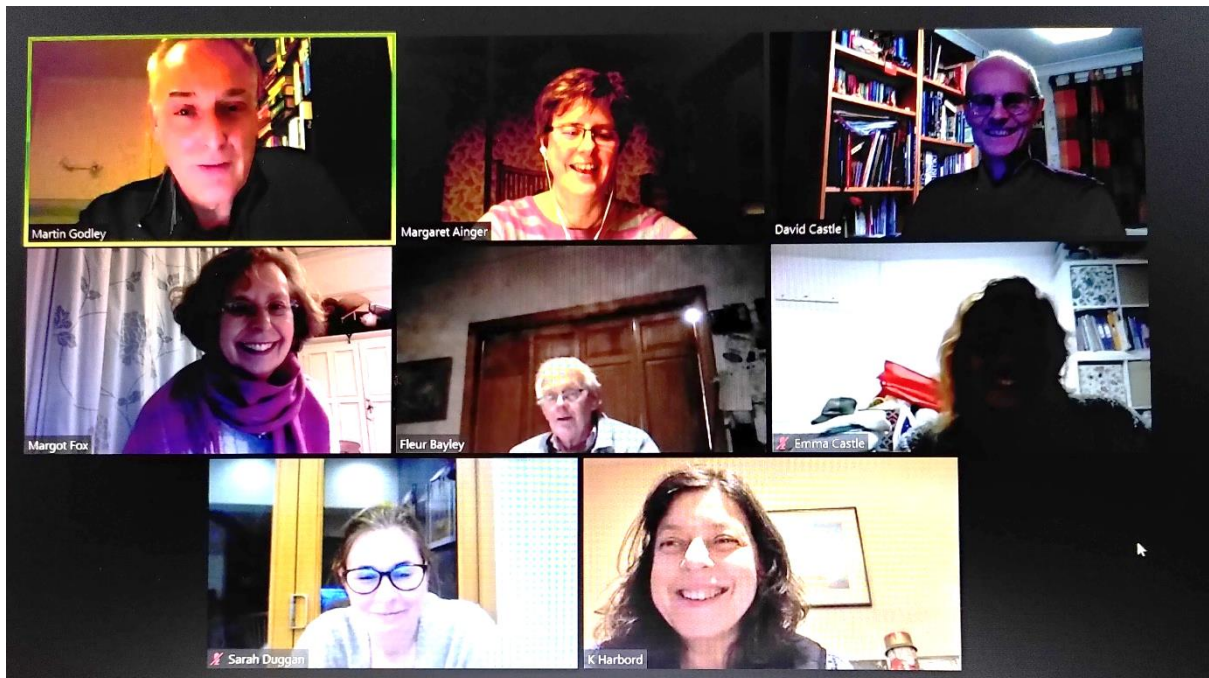 Martin Godley
Margaret Ainger
David Castle
Margot Fox
Fleur Bayley
Emma Castle
Sarah Duggan
K Harbord